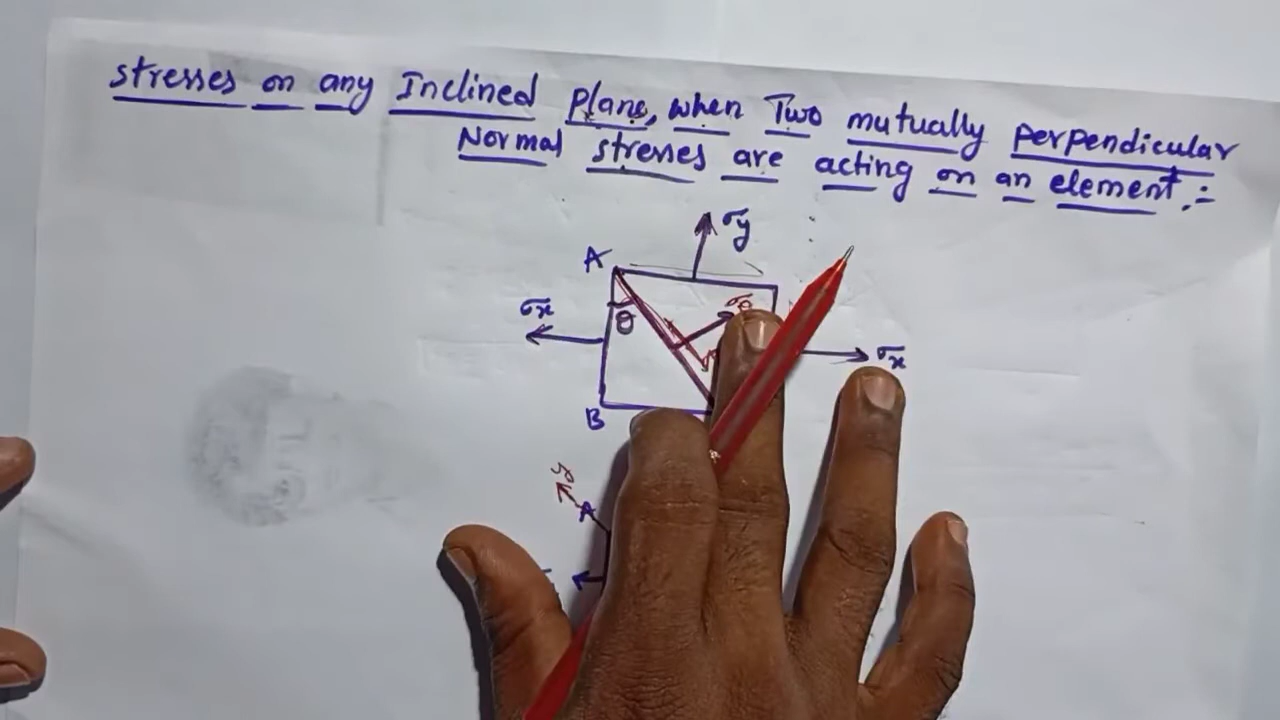 stresses on any Inclined plane, when Two mutually perpendicular
Normal stresses are acting on an element :-
σy
A
σx
θ
σθ
σx
B
y
A